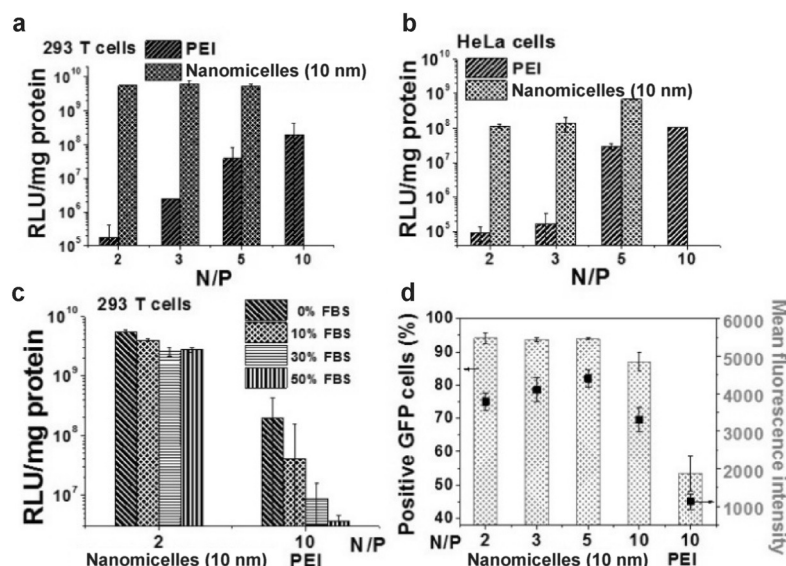 a
293 T cells
PEI
Nanomicelles (10 nm)
RLU/mg protein
10^10
10^9
10^8
10^7
10^6
10^5
2 3 5 10
N/P
b
HeLa cells
PEI
Nanomicelles (10 nm)
RLU/mg protein
10^10
10^9
10^8
10^7
10^6
10^5
2 3 5 10
N/P
c
293 T cells
0% FBS
10% FBS
30% FBS
50% FBS
RLU/mg protein
10^10
10^9
10^8
10^7
2 10 N/P
Nanomicelles (10 nm) PEI
d
Positive GFP cells (%)
100
90
80
70
60
50
40
Mean fluorescence intensity
6000
5000
4000
3000
2000
1000
N/P 2 3 5 10 10
Nanomicelles (10 nm) PEI